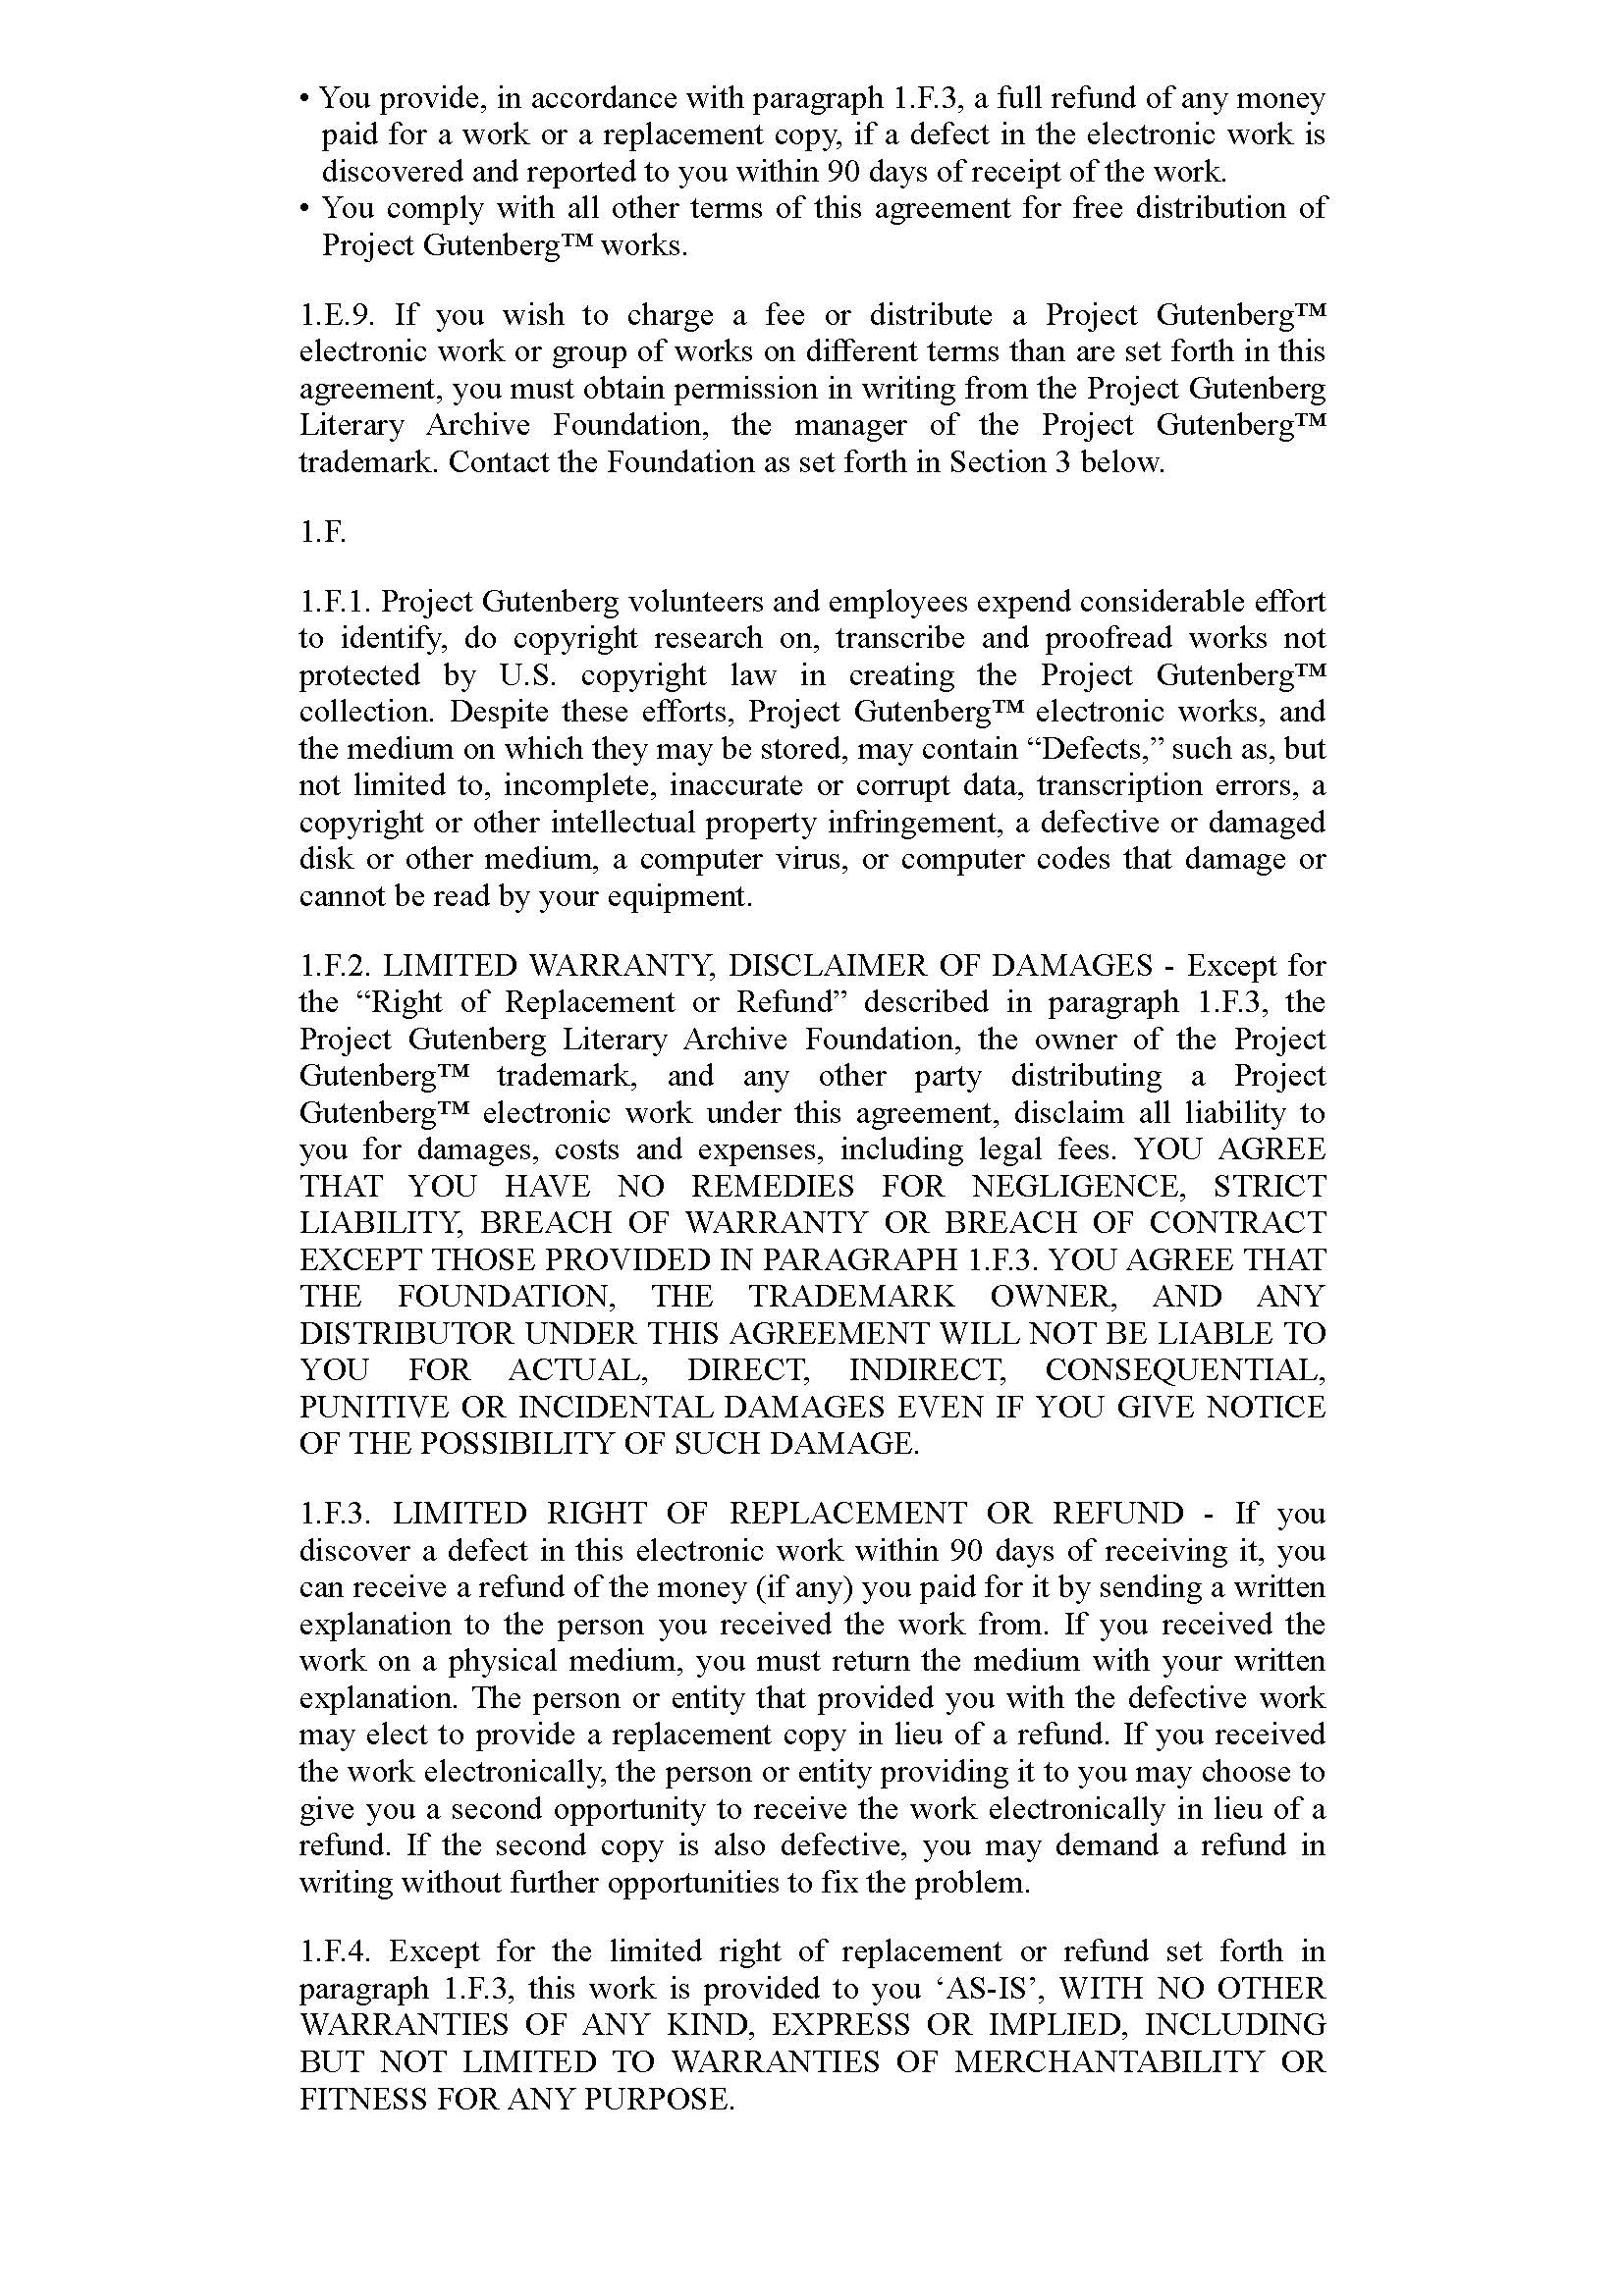 • You provide, in accordance with paragraph 1.F.3, a full refund of any money
paid for a work or a replacement copy, if a defect in the electronic work is
discovered and reported to you within 90 days of receipt of the work.
• You comply with all other terms of this agreement for free distribution of
Project Gutenberg™ works.
1.E.9. If you wish to charge a fee or distribute a Project Gutenberg™
electronic work or group of works on different terms than are set forth in this
agreement, you must obtain permission in writing from the Project Gutenberg
Literary Archive Foundation, the manager of the Project Gutenberg™
trademark. Contact the Foundation as set forth in Section 3 below.
1.F.
1.F.1. Project Gutenberg volunteers and employees expend considerable effort
to identify, do copyright research on, transcribe and proofread works not
protected by U.S. copyright law in creating the Project Gutenberg™
collection. Despite these efforts, Project Gutenberg™ electronic works, and
the medium on which they may be stored, may contain “Defects,” such as, but
not limited to, incomplete, inaccurate or corrupt data, transcription errors, a
copyright or other intellectual property infringement, a defective or damaged
disk or other medium, a computer virus, or computer codes that damage or
cannot be read by your equipment.
1.F.2. LIMITED WARRANTY, DISCLAIMER OF DAMAGES - Except for
the “Right of Replacement or Refund” described in paragraph 1.F.3, the
Project Gutenberg Literary Archive Foundation, the owner of the Project
Gutenberg™ trademark, and any other party distributing a Project
Gutenberg™ electronic work under this agreement, disclaim all liability to
you for damages, costs and expenses, including legal fees. YOU AGREE
THAT YOU HAVE NO REMEDIES FOR NEGLIGENCE, STRICT
LIABILITY, BREACH OF WARRANTY OR BREACH OF CONTRACT
EXCEPT THOSE PROVIDED IN PARAGRAPH 1.F.3. YOU AGREE THAT
THE FOUNDATION, THE TRADEMARK OWNER, AND ANY
DISTRIBUTOR UNDER THIS AGREEMENT WILL NOT BE LIABLE TO
YOU FOR ACTUAL, DIRECT, INDIRECT, CONSEQUENTIAL,
PUNITIVE OR INCIDENTAL DAMAGES EVEN IF YOU GIVE NOTICE
OF THE POSSIBILITY OF SUCH DAMAGE.
1.F.3. LIMITED RIGHT OF REPLACEMENT OR REFUND - If you
discover a defect in this electronic work within 90 days of receiving it, you
can receive a refund of the money (if any) you paid for it by sending a written
explanation to the person you received the work from. If you received the
work on a physical medium, you must return the medium with your written
explanation. The person or entity that provided you with the defective work
may elect to provide a replacement copy in lieu of a refund. If you received
the work electronically, the person or entity providing it to you may choose to
give you a second opportunity to receive the work electronically in lieu of a
refund. If the second copy is also defective, you may demand a refund in
writing without further opportunities to fix the problem.
1.F.4. Except for the limited right of replacement or refund set forth in
paragraph 1.F.3, this work is provided to you ‘AS-IS’, WITH NO OTHER
WARRANTIES OF ANY KIND, EXPRESS OR IMPLIED, INCLUDING
BUT NOT LIMITED TO WARRANTIES OF MERCHANTABILITY OR
FITNESS FOR ANY PURPOSE.